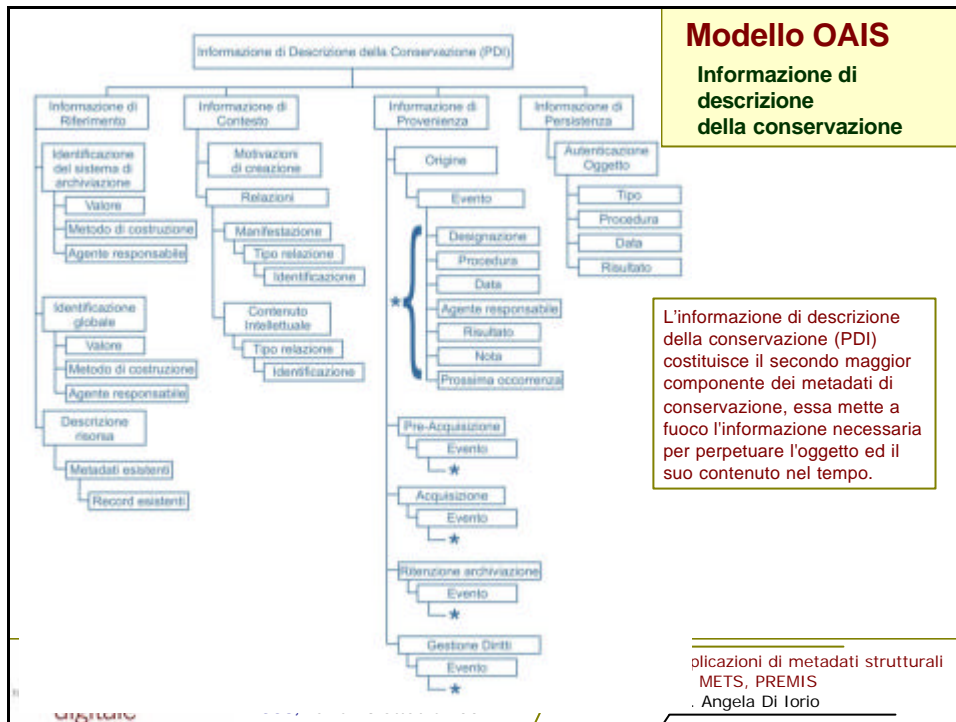 Modello OAIS
Informazione di
descrizione
della conservazione
Informazione di Descrizione della Conservazione (PDI)
Informazione di
Riferimento
Identificazione
del sistema di
archiviazione
Valore
Metodo di costruzione
Agente responsabile
Identificazione
globale
Valore
Metodo di costruzione
Agente responsabile
Descrizione
risorsa
Metadati esistenti
Record esistenti
Informazione di
Contesto
Motivazioni
di creazione
Relazioni
Manifestazione
Tipo relazione
Identificazione
Contenuto
Intellettuale
Tipo relazione
Identificazione
Informazione di
Provenienza
Origine
Evento
*
Designazione
Procedura
Data
Agente responsabile
Risultato
Nota
Prossima occorrenza
Pre-Acquisizione
Evento
*
Acquisizione
Evento
*
Ritenzione archiviazione
Evento
*
Gestione Diritti
Evento
*
Informazione di
Persistenza
Autenticazione
Oggetto
Tipo
Procedura
Data
Risultato
L'informazione di descrizione
della conservazione (PDI)
costituisce il secondo maggior
componente dei metadati di
conservazione, essa mette a
fuoco l'informazione necessaria
per perpetuare l'oggetto ed il
suo contenuto nel tempo.
plicazioni di metadati strutturali
METS, PREMIS
. Angela Di Iorio
digitale